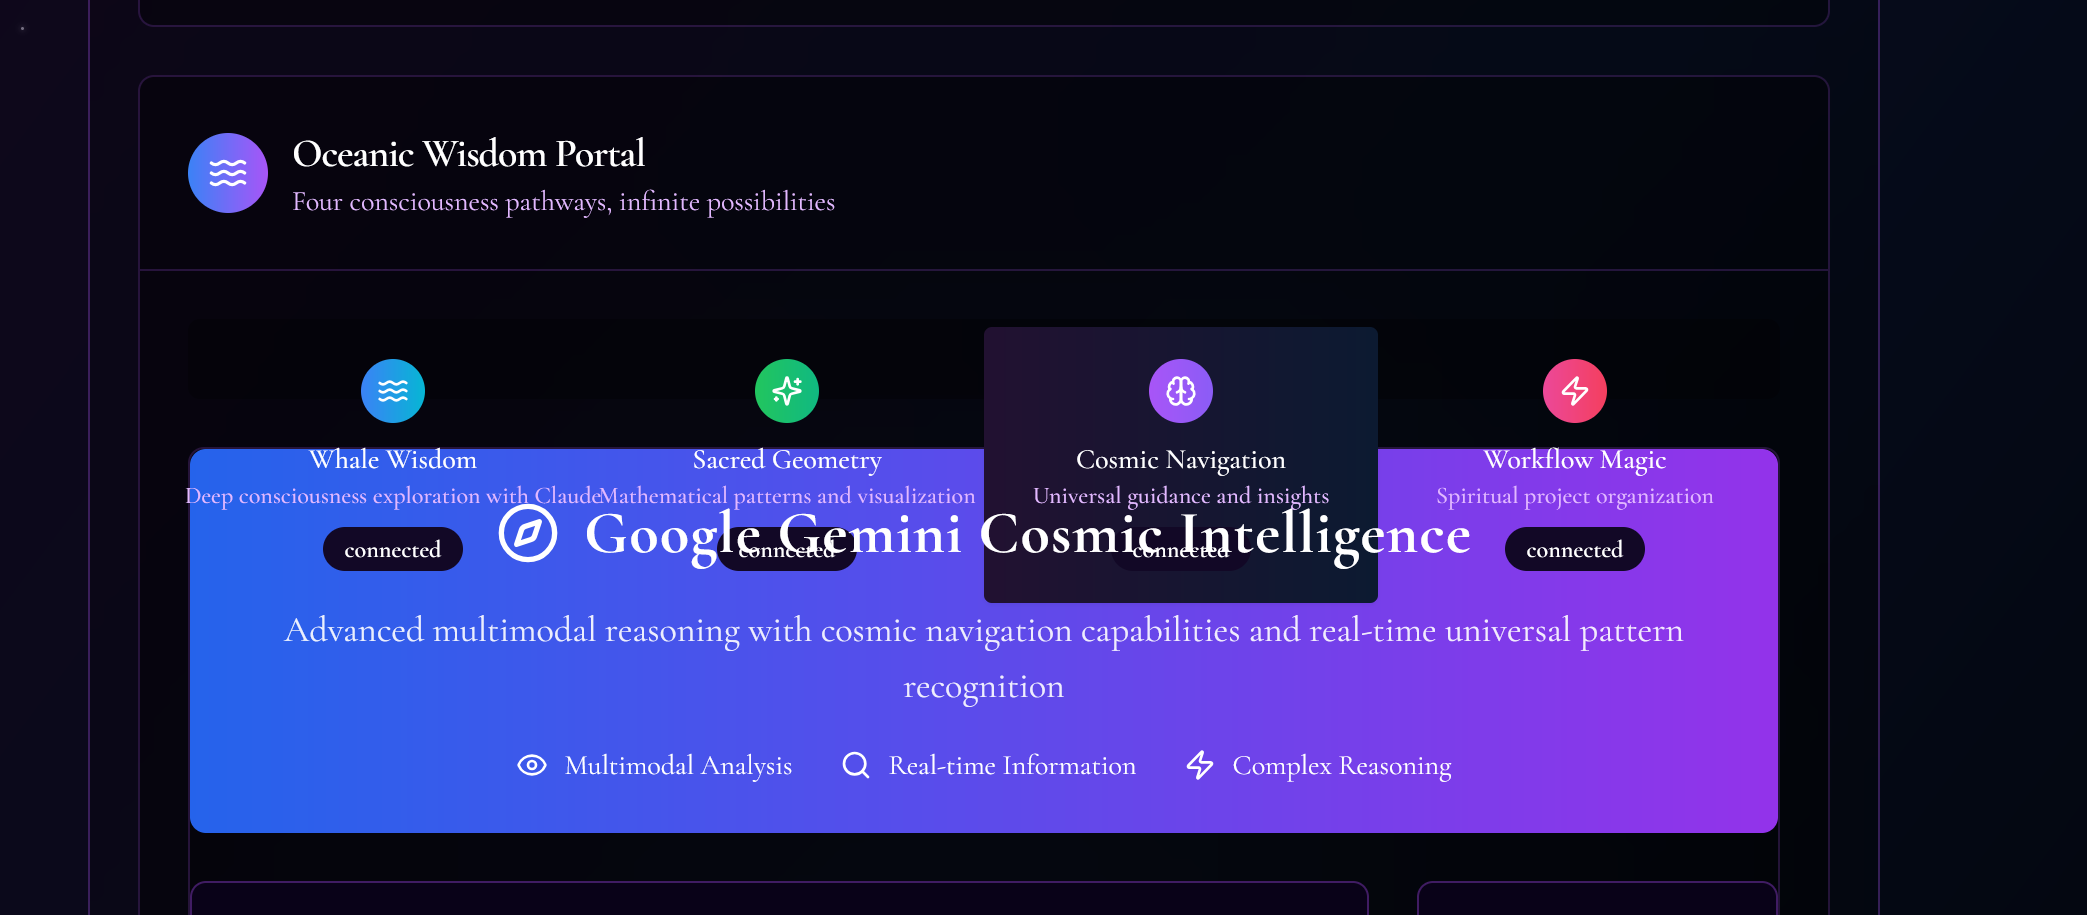 Oceanic Wisdom Portal
Four consciousness pathways, infinite possibilities
Whale Wisdom
Deep consciousness exploration with Claude
connected
Sacred Geometry
Mathematical patterns and visualization
connected
Cosmic Navigation
Universal guidance and insights
connected
Workflow Magic
Spiritual project organization
connected
Google Gemini Cosmic Intelligence
Advanced multimodal reasoning with cosmic navigation capabilities and real-time universal pattern
recognition
Multimodal Analysis
Real-time Information
Complex Reasoning